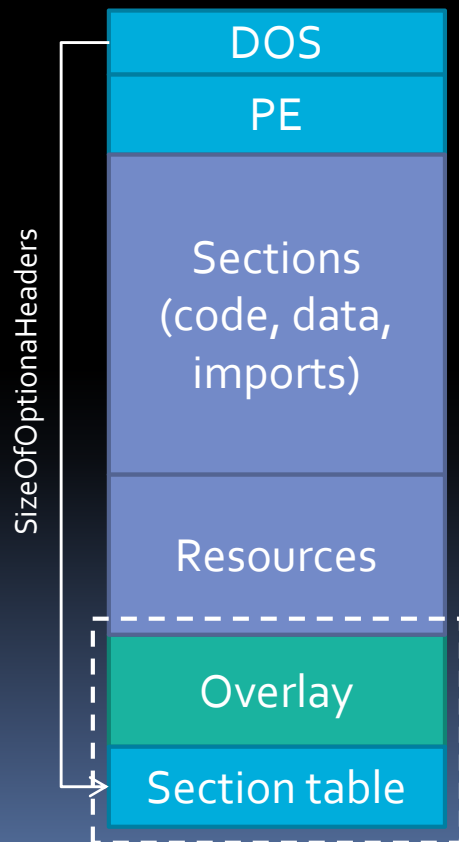 DOS
PE
SizeOfOptionaHeaders
Sections
(code, data,
imports)
Resources
Overlay
Section table